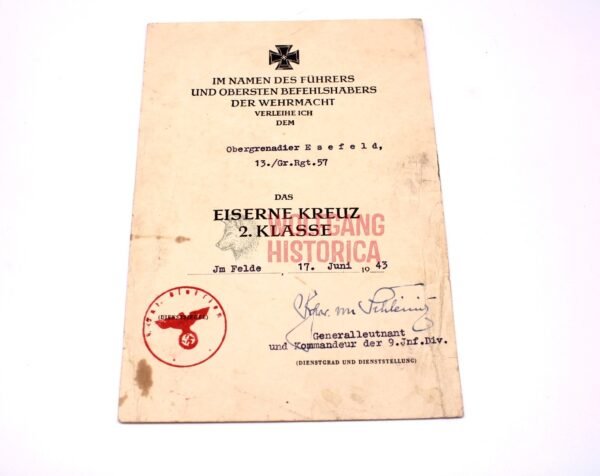 IM NAMEN DES FÜHRERS
UND OBERSTEN BEFEHLSHABERS
DER WEHRMACHT
VERLEIHE ICH
DEM
Obergrenadier E s e f e l d,
13./Gr.Rgt.57
DAS
EISERNE KREUZ
2. KLASSE
WOLFGANG
HISTORICA
Jm Felde , 17. Juni 1943
(DIENSTSIEGEL)
Generalleutnant
und Kommandeur der 9.Jnf.Div.
(DIENSTGRAD UND DIENSTSTELLUNG)